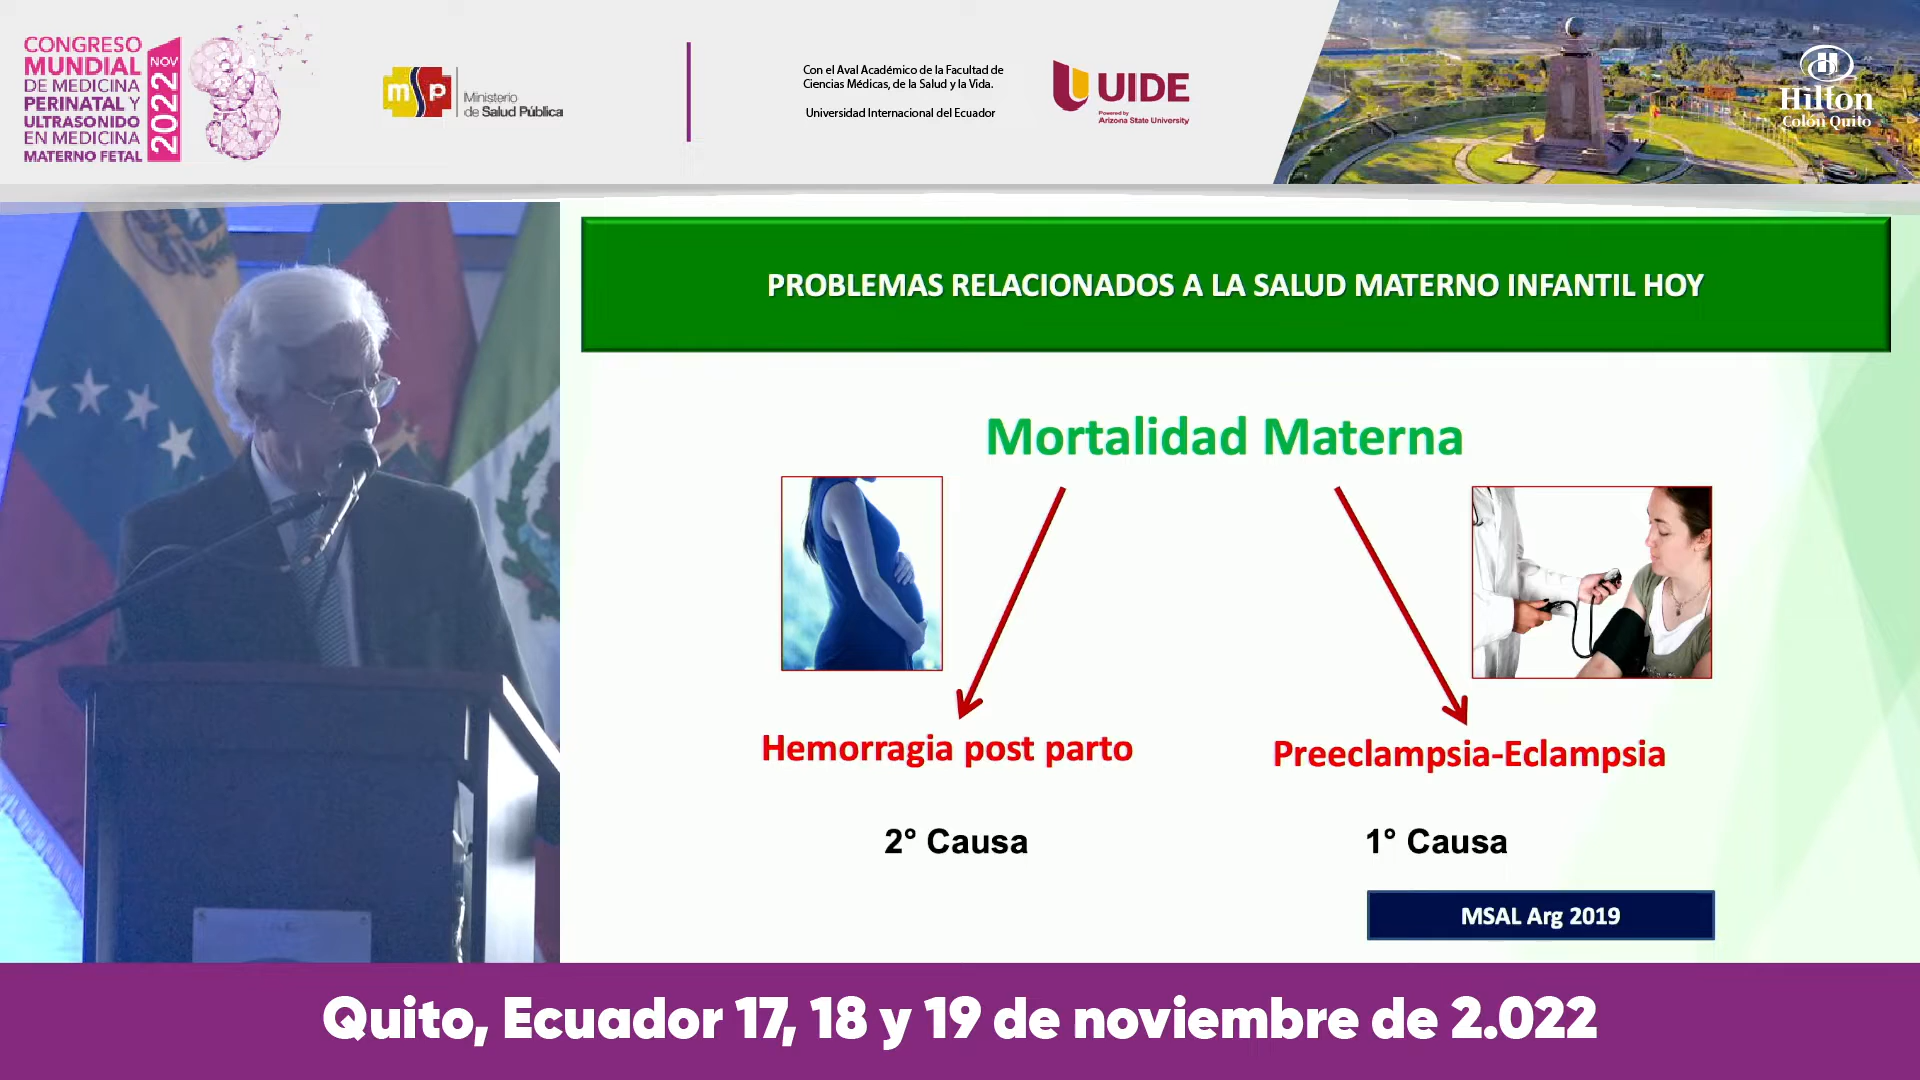 CONGRESO
MUNDIAL
DE MEDICINA
PERINATAL Y
ULTRASONIDO
EN MEDICINA
MATERNO FETAL
NOV
2022
msp
Ministerio
de Salud Pública
Con el Aval Académico de la Facultad de
Ciencias Médicas, de la Salud y la Vida.
Universidad Internacional del Ecuador
UIDE
Powered by
Arizona State University
H
Hilton
Colón Quito
PROBLEMAS RELACIONADOS A LA SALUD MATERNO INFANTIL HOY
Mortalidad Materna
Hemorragia post parto
Preeclampsia-Eclampsia
2° Causa
1° Causa
MSAL Arg 2019
Quito, Ecuador 17, 18 y 19 de noviembre de 2.022